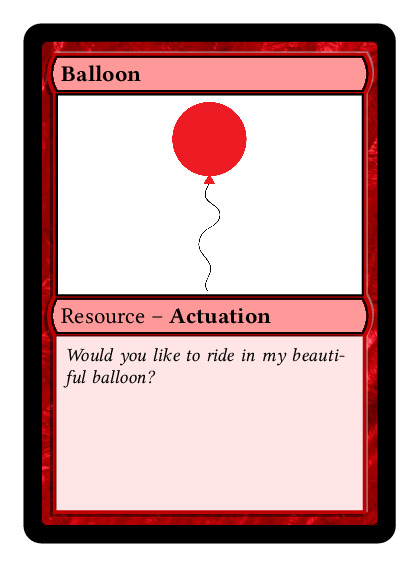 Balloon
Resource – Actuation
Would you like to ride in my beauti-
ful balloon?